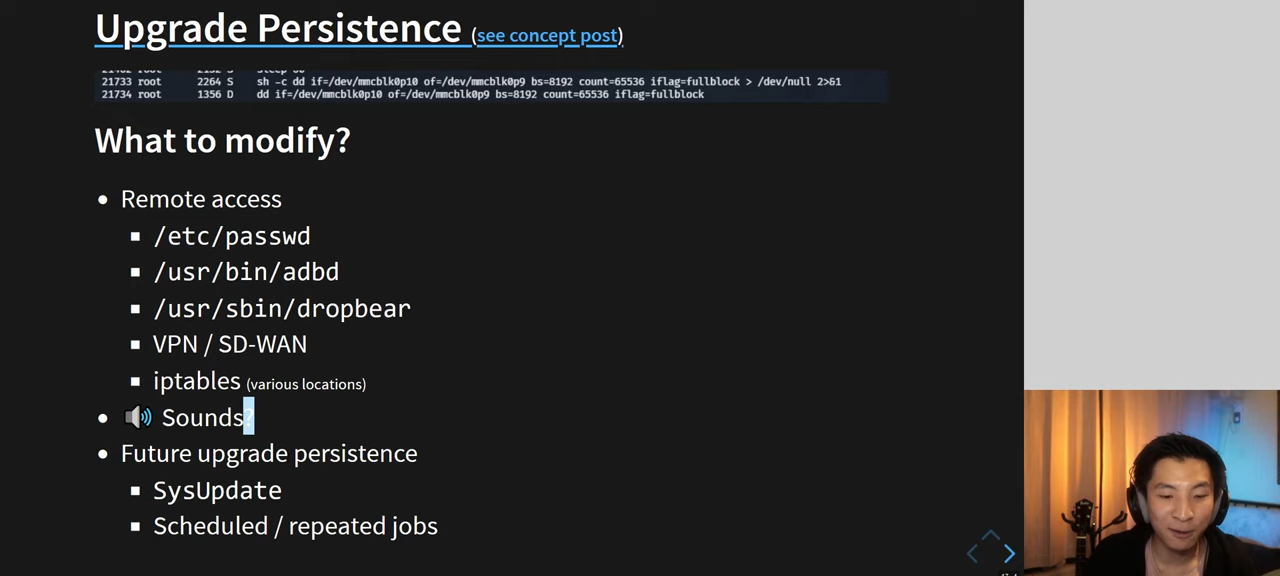 Upgrade Persistence (see concept post)
21733 root 2264 S sh -c dd if=/dev/mmcblk0p10 of=/dev/mmcblk0p9 bs=8192 count=65536 iflag=fullblock > /dev/null 2>61
21734 root 1356 D dd if=/dev/mmcblk0p10 of=/dev/mmcblk0p9 bs=8192 count=65536 iflag=fullblock
What to modify?
Remote access
/etc/passwd
/usr/bin/adbd
/usr/sbin/dropbear
VPN / SD-WAN
iptables (various locations)
🔊 Sounds?
Future upgrade persistence
SysUpdate
Scheduled / repeated jobs